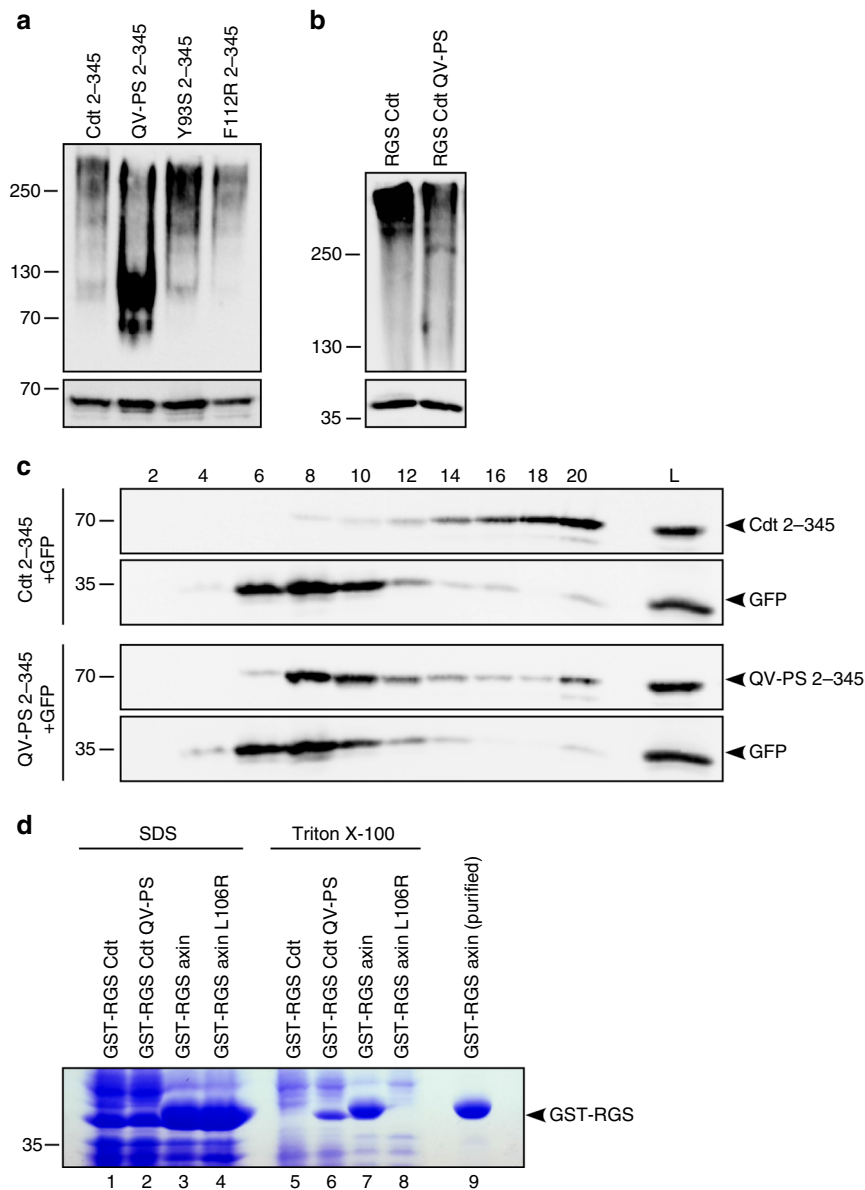 a
Cdt 2–345
QV-PS 2–345
Y93S 2–345
F112R 2–345
250
130
70
70
b
RGS Cdt
RGS Cdt QV-PS
250
130
35
c
2 4 6 8 10 12 14 16 18 20 L
Cdt 2–345
+GFP
70
Cdt 2–345
35
GFP
QV-PS 2–345
+GFP
70
QV-PS 2–345
35
GFP
d
SDS
Triton X-100
GST-RGS Cdt
GST-RGS Cdt QV-PS
GST-RGS axin
GST-RGS axin L106R
GST-RGS Cdt
GST-RGS Cdt QV-PS
GST-RGS axin
GST-RGS axin L106R
GST-RGS axin (purified)
GST-RGS
35
1 2 3 4 5 6 7 8 9